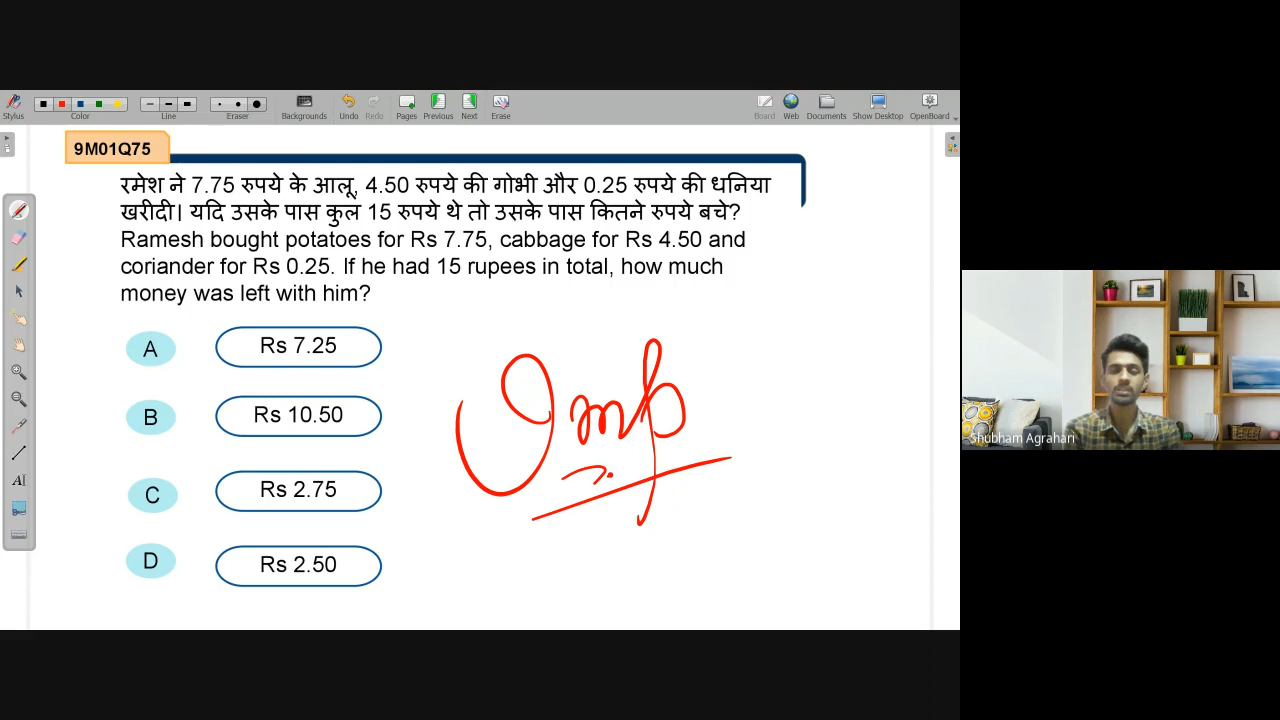 Stylus
Color
Line
Eraser
Backgrounds
Undo
Redo
Pages
Previous
Next
Erase
Board
Web
Documents
Show Desktop
OpenBoard
9M01Q75
रमेश ने 7.75 रुपये के आलू, 4.50 रुपये की गोभी और 0.25 रुपये की धनिया
खरीदी। यदि उसके पास कुल 15 रुपये थे तो उसके पास कितने रुपये बचे?
Ramesh bought potatoes for Rs 7.75, cabbage for Rs 4.50 and
coriander for Rs 0.25. If he had 15 rupees in total, how much
money was left with him?
A Rs 7.25
B Rs 10.50
C Rs 2.75
D Rs 2.50
Imp
Shubham Agrahari